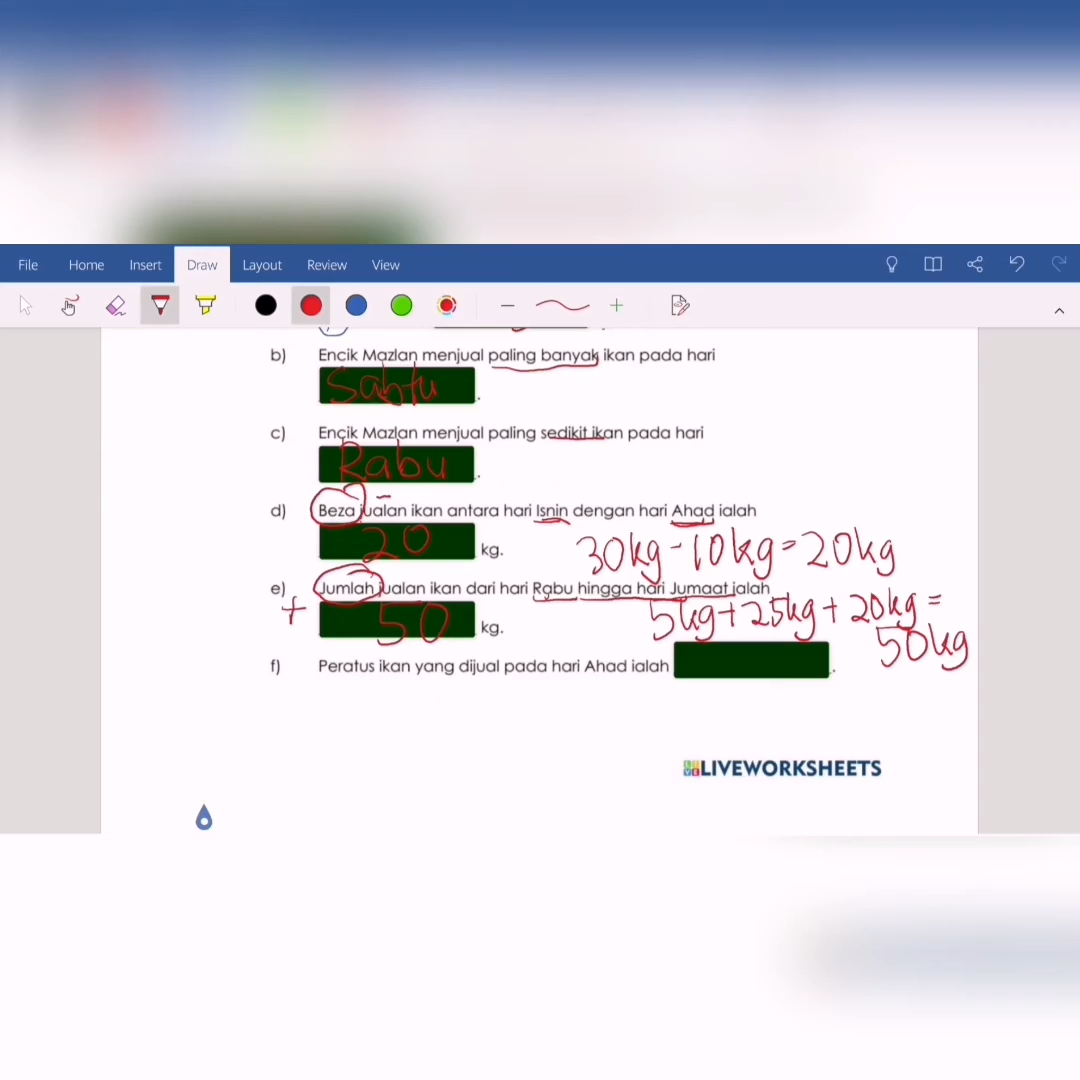 File Home Insert Draw Layout Review View
b) Encik Mazlan menjual paling banyak ikan pada hari
Sabtu.
c) Encik Mazlan menjual paling sedikit ikan pada hari
Rabu.
d) Beza jualan ikan antara hari Isnin dengan hari Ahad ialah
20 kg. 30kg - 10kg = 20kg
e) Jumlah jualan ikan dari hari Rabu hingga hari Jumaat ialah
+ 50 kg. 5kg + 25kg + 20kg =
50kg
f) Peratus ikan yang dijual pada hari Ahad ialah .
LIVEWORKSHEETS